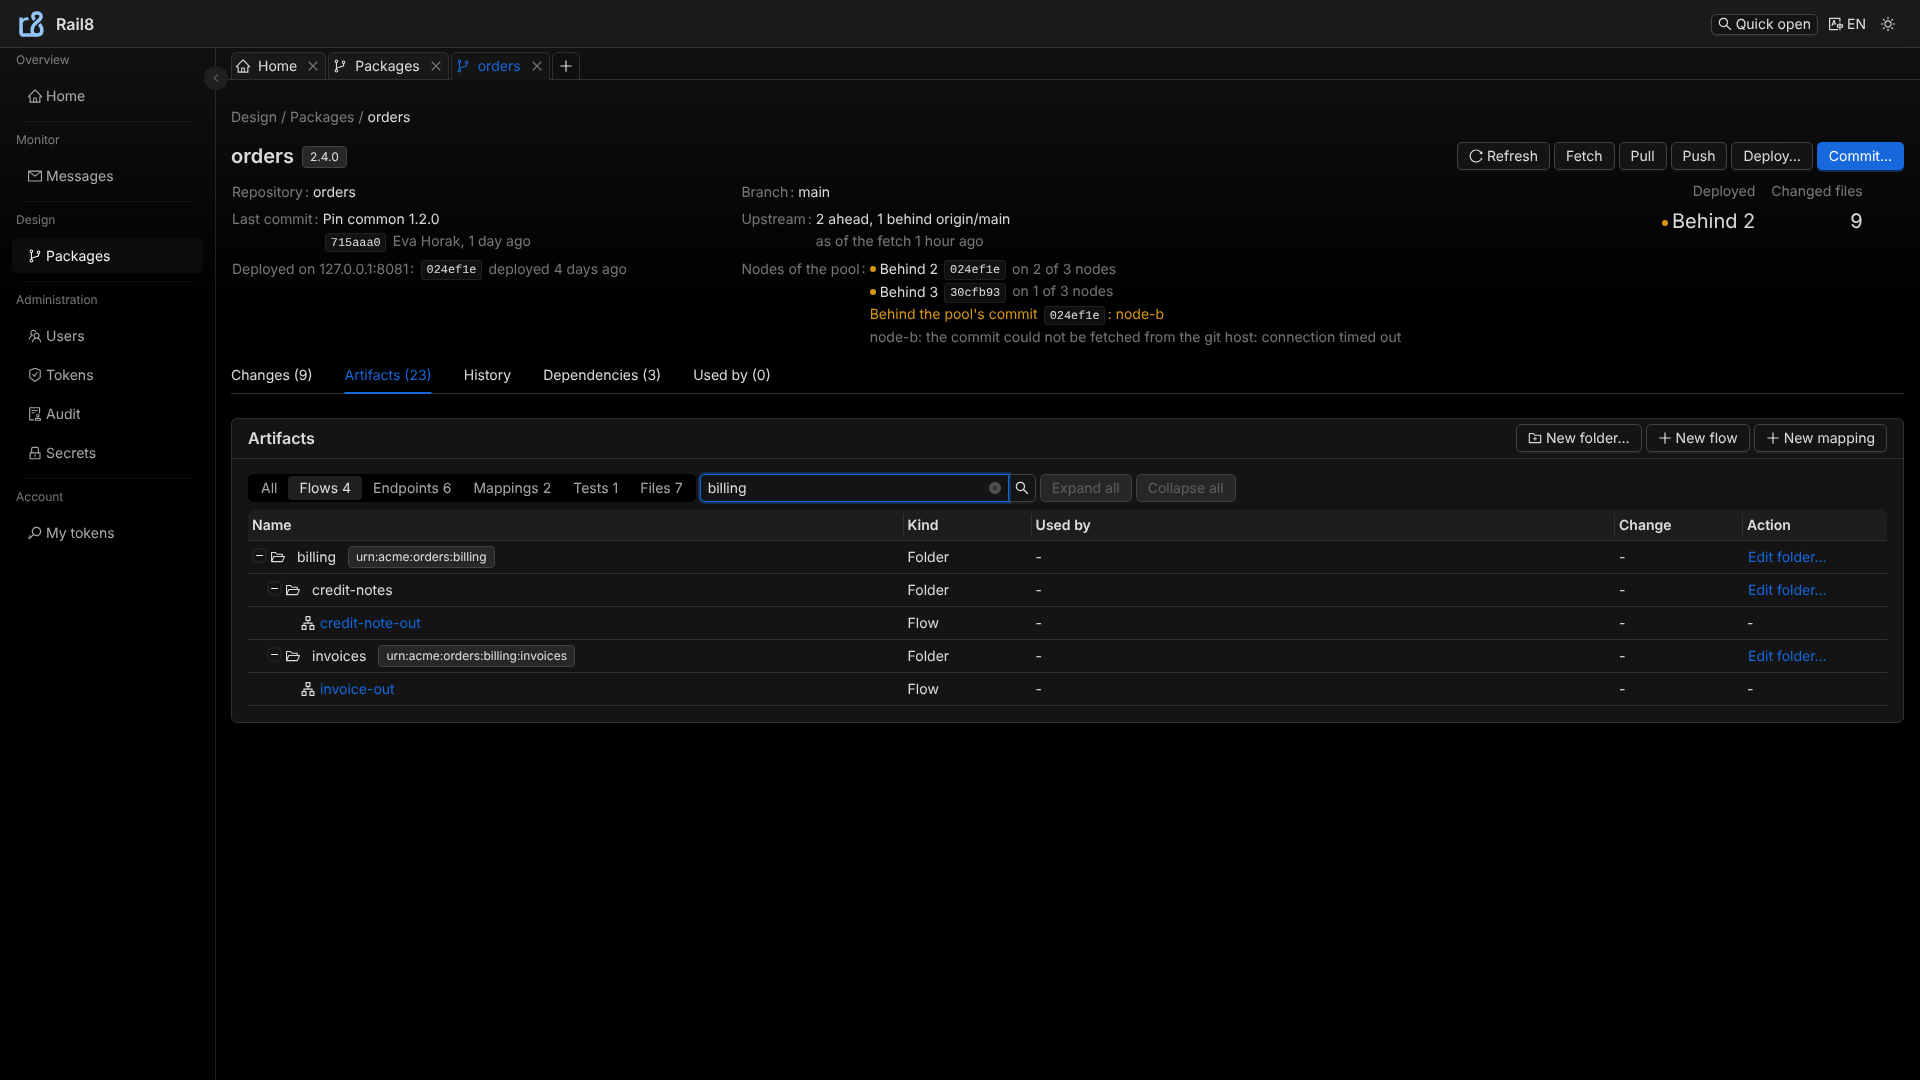 Rail8
Quick open
EN
Overview
Home
Monitor
Messages
Design
Packages
Administration
Users
Tokens
Audit
Secrets
Account
My tokens
Home
Packages
orders
Design / Packages / orders
orders 2.4.0
Refresh
Fetch
Pull
Push
Deploy...
Commit...
Repository: orders
Branch: main
Deployed
Behind 2
Changed files
9
Last commit: Pin common 1.2.0
715aaa0 Eva Horak, 1 day ago
Upstream: 2 ahead, 1 behind origin/main
as of the fetch 1 hour ago
Deployed on 127.0.0.1:8081: 024ef1e deployed 4 days ago
Nodes of the pool: Behind 2 024ef1e on 2 of 3 nodes
Behind 3 30cfb93 on 1 of 3 nodes
Behind the pool's commit 024ef1e : node-b
node-b: the commit could not be fetched from the git host: connection timed out
Changes (9)
Artifacts (23)
History
Dependencies (3)
Used by (0)
Artifacts
New folder...
New flow
New mapping
All
Flows 4
Endpoints 6
Mappings 2
Tests 1
Files 7
billing
Expand all
Collapse all
Name Kind Used by Change Action
billing urn:acme:orders:billing Folder - - Edit folder...
credit-notes Folder - - Edit folder...
credit-note-out Flow - - -
invoices urn:acme:orders:billing:invoices Folder - - Edit folder...
invoice-out Flow - - -